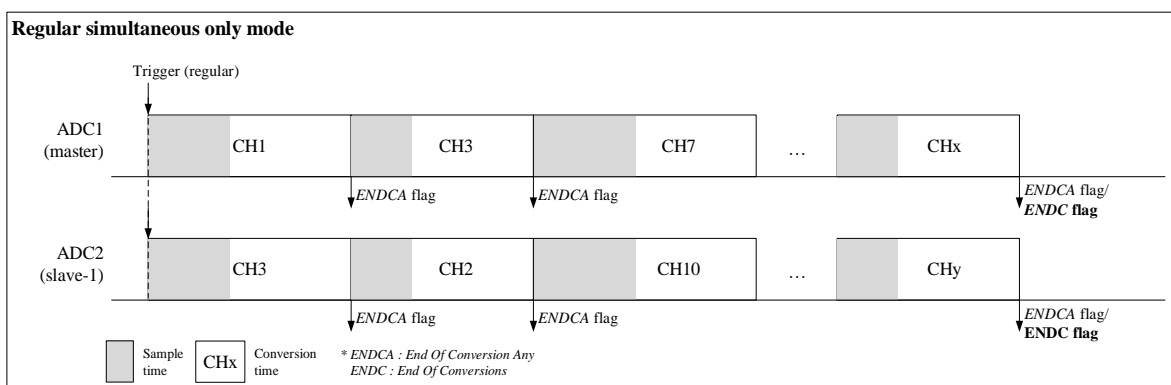 Regular simultaneous only mode
Trigger (regular)
ADC1
(master)
CH1
CH3
CH7
...
CHx
ENDCA flag
ENDCA flag
ENDCA flag/
ENDC flag
ADC2
(slave-1)
CH3
CH2
CH10
...
CHy
ENDCA flag
ENDCA flag
ENDCA flag/
ENDC flag
Sample
time
CHx
Conversion
time
* ENDCA : End Of Conversion Any
ENDC : End Of Conversions